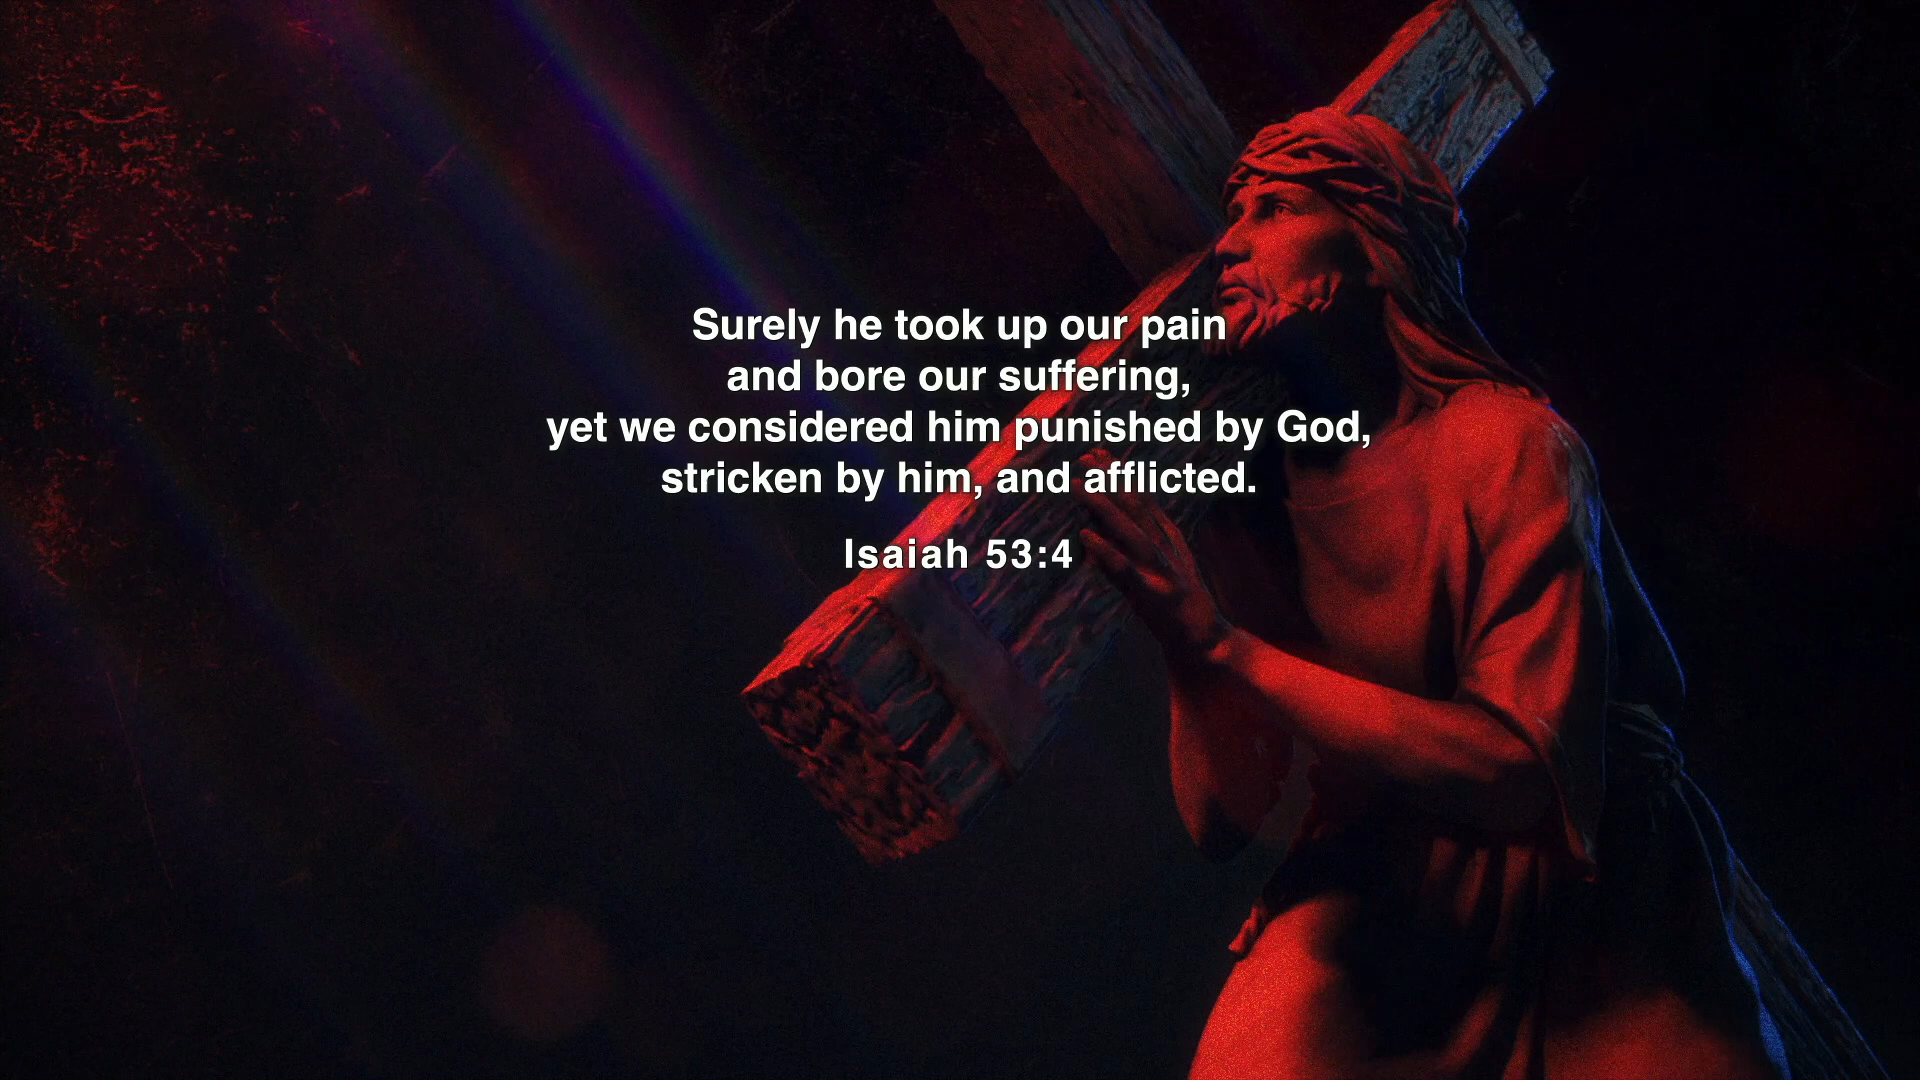 Surely he took up our pain
and bore our suffering,
yet we considered him punished by God,
stricken by him, and afflicted.
Isaiah 53:4